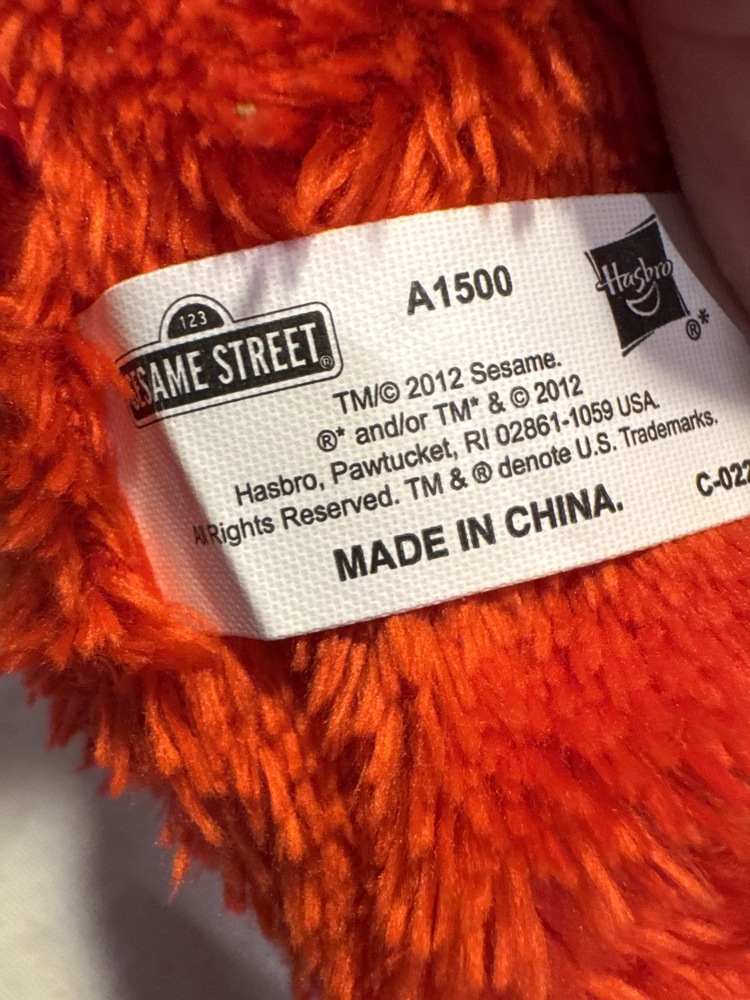 123
SESAME STREET®
A1500
Hasbro
®*
TM/© 2012 Sesame.
®* and/or TM* & © 2012
Hasbro, Pawtucket, RI 02861-1059 USA.
All Rights Reserved. TM & ® denote U.S. Trademarks.
MADE IN CHINA.
C-022